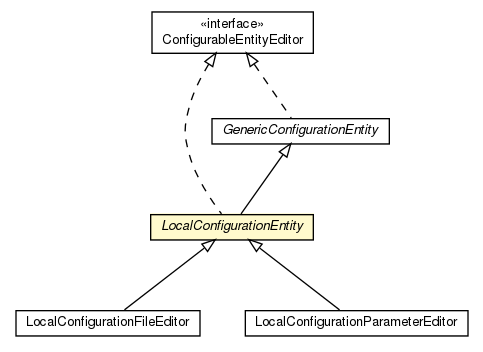 «interface»
ConfigurableEntityEditor
GenericConfigurationEntity
LocalConfigurationEntity
LocalConfigurationFileEditor
LocalConfigurationParameterEditor